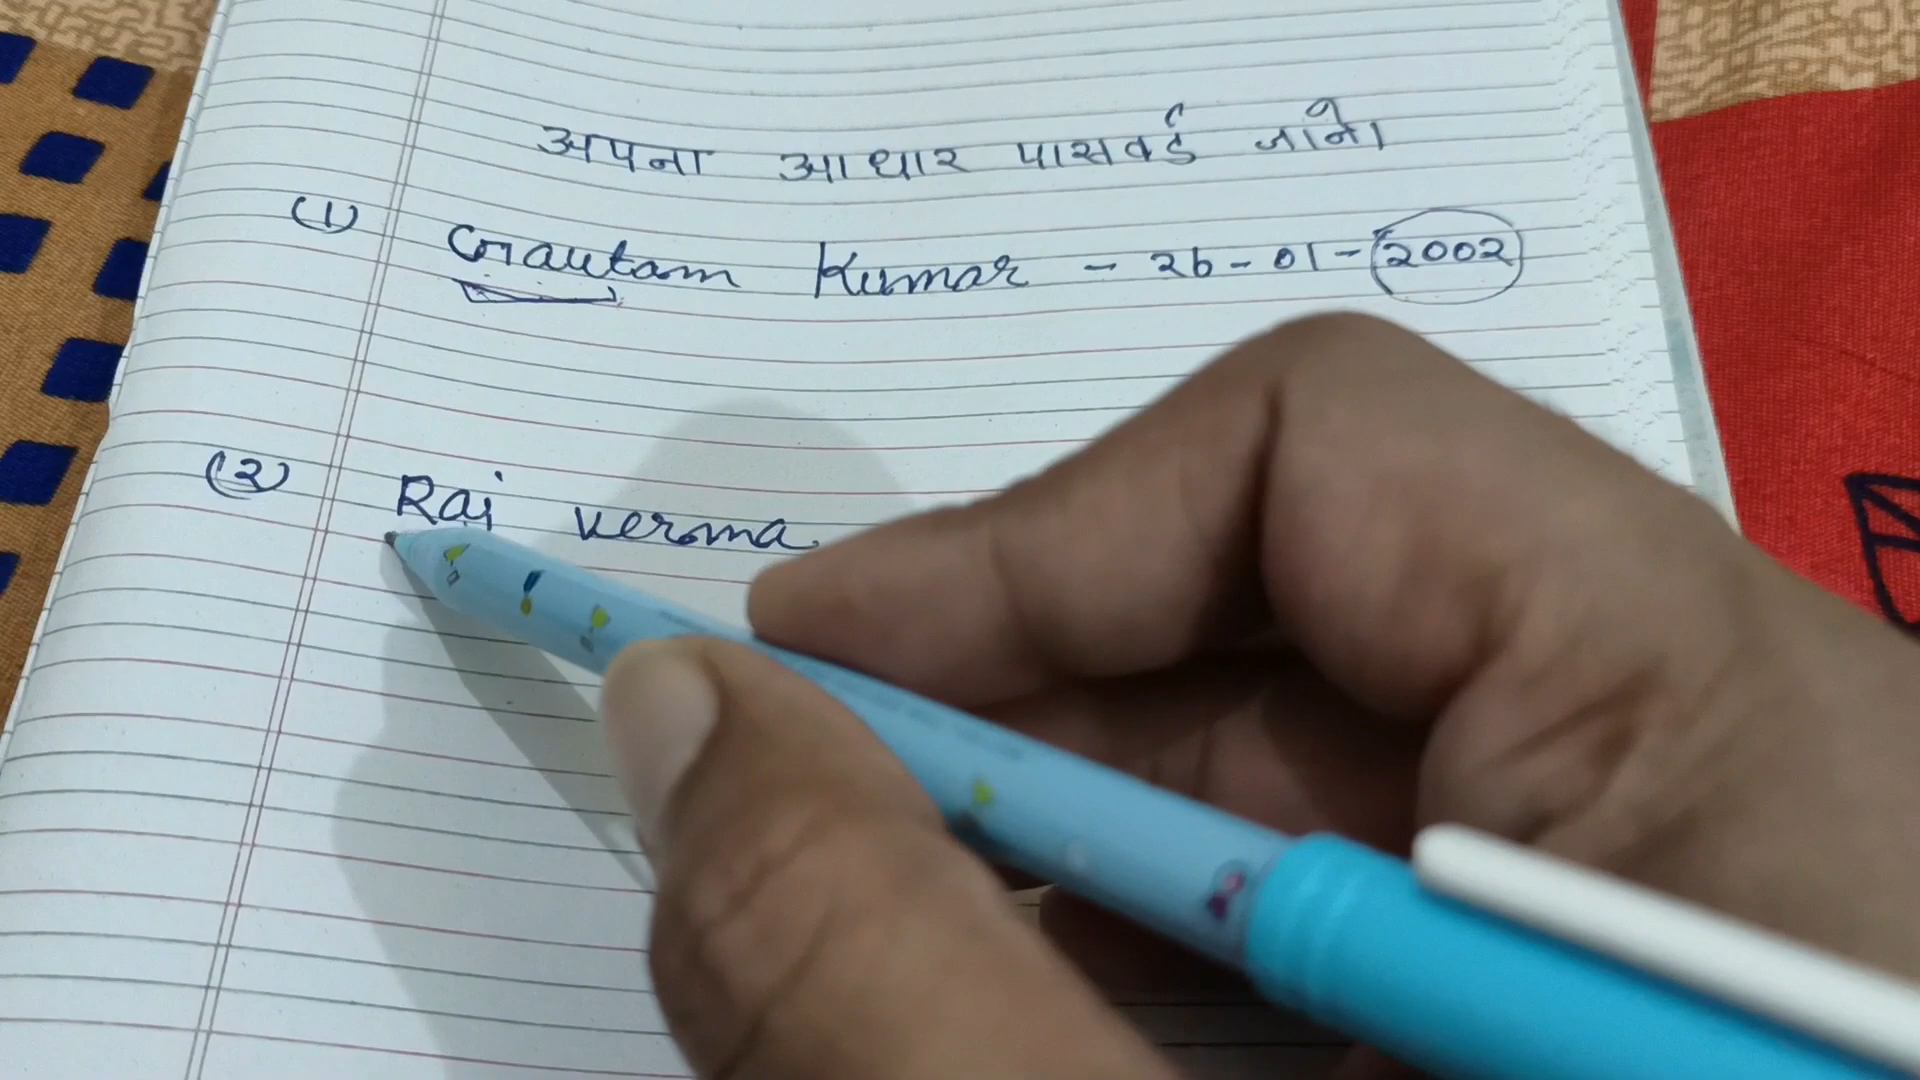 अपना आधार पासवर्ड जाने।
(1) Gautam Kumar - 26-01-2002
(2) Raj verma